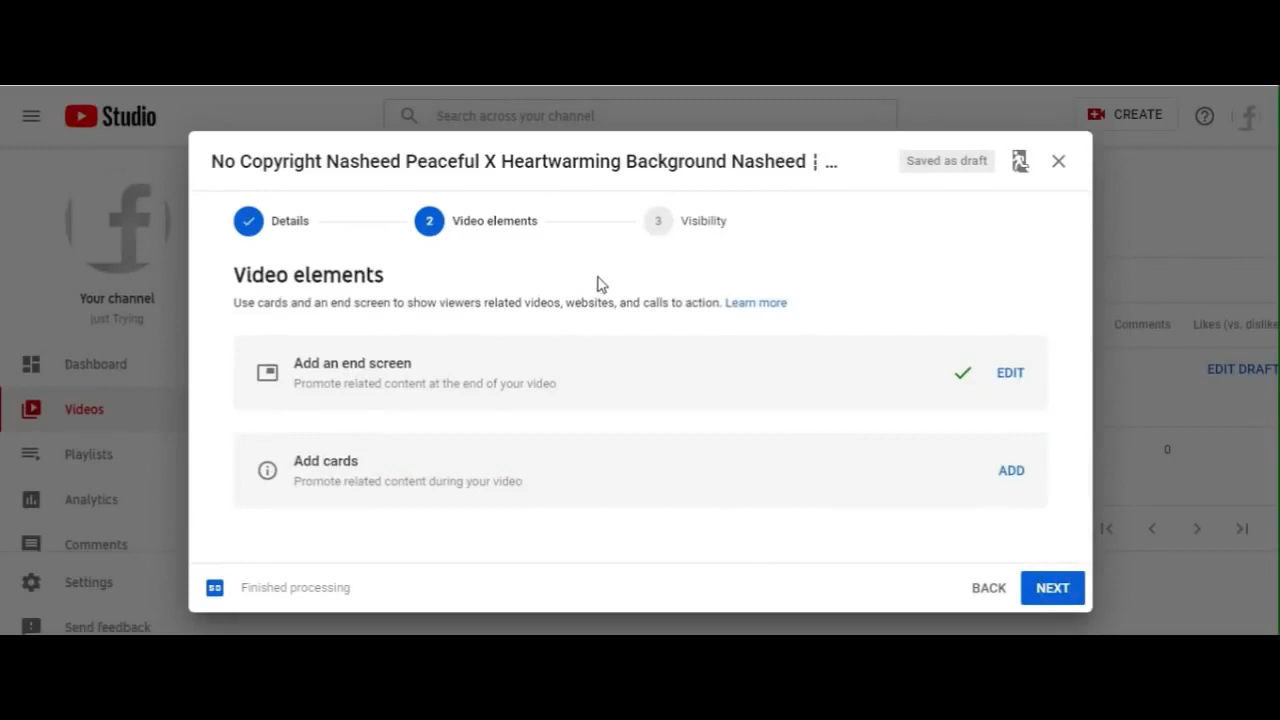 Studio
Search across your channel
CREATE
No Copyright Nasheed Peaceful X Heartwarming Background Nasheed ¦ ...
Saved as draft
Details
2
Video elements
3
Visibility
Video elements
Use cards and an end screen to show viewers related videos, websites, and calls to action. Learn more
Add an end screen
Promote related content at the end of your video
EDIT
Add cards
Promote related content during your video
ADD
SD
Finished processing
BACK
NEXT
Your channel
Just Trying
Dashboard
Videos
Playlists
Analytics
Comments
Settings
Send feedback
Comments
Likes (vs. dislike
EDIT DRAFT
0